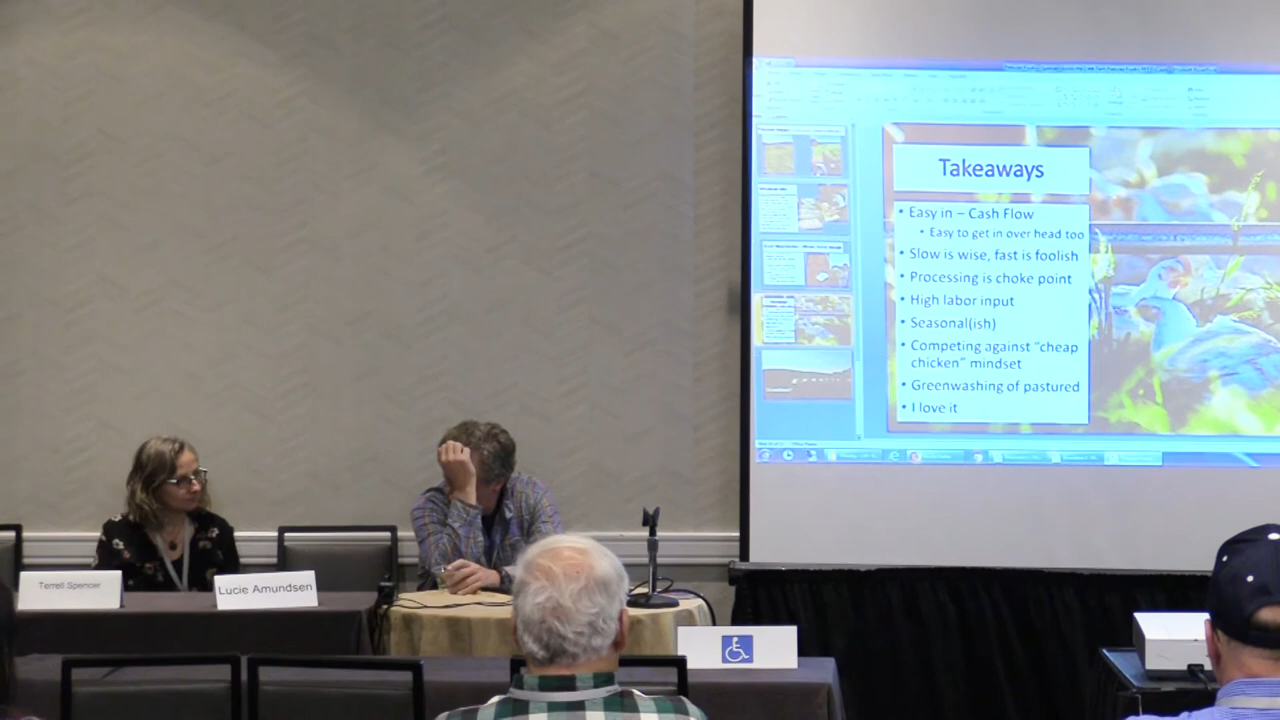 Takeaways
• Easy in – Cash Flow
• Easy to get in over head too
• Slow is wise, fast is foolish
• Processing is choke point
• High labor input
• Seasonal(ish)
• Competing against "cheap
chicken" mindset
• Greenwashing of pastured
• I love it
Terrell Spencer
Lucie Amundsen